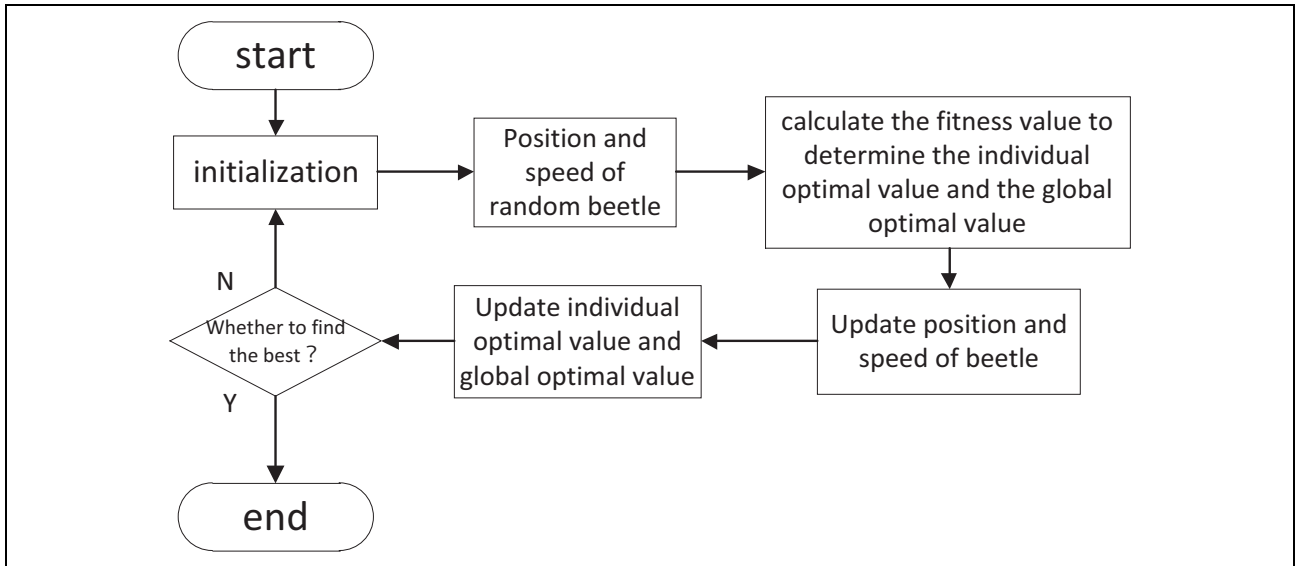 start
initialization
Position and
speed of
random beetle
calculate the fitness value to
determine the individual
optimal value and the global
optimal value
Update position and
speed of beetle
Update individual
optimal value and
global optimal value
Whether to find
the best？
N
Y
end